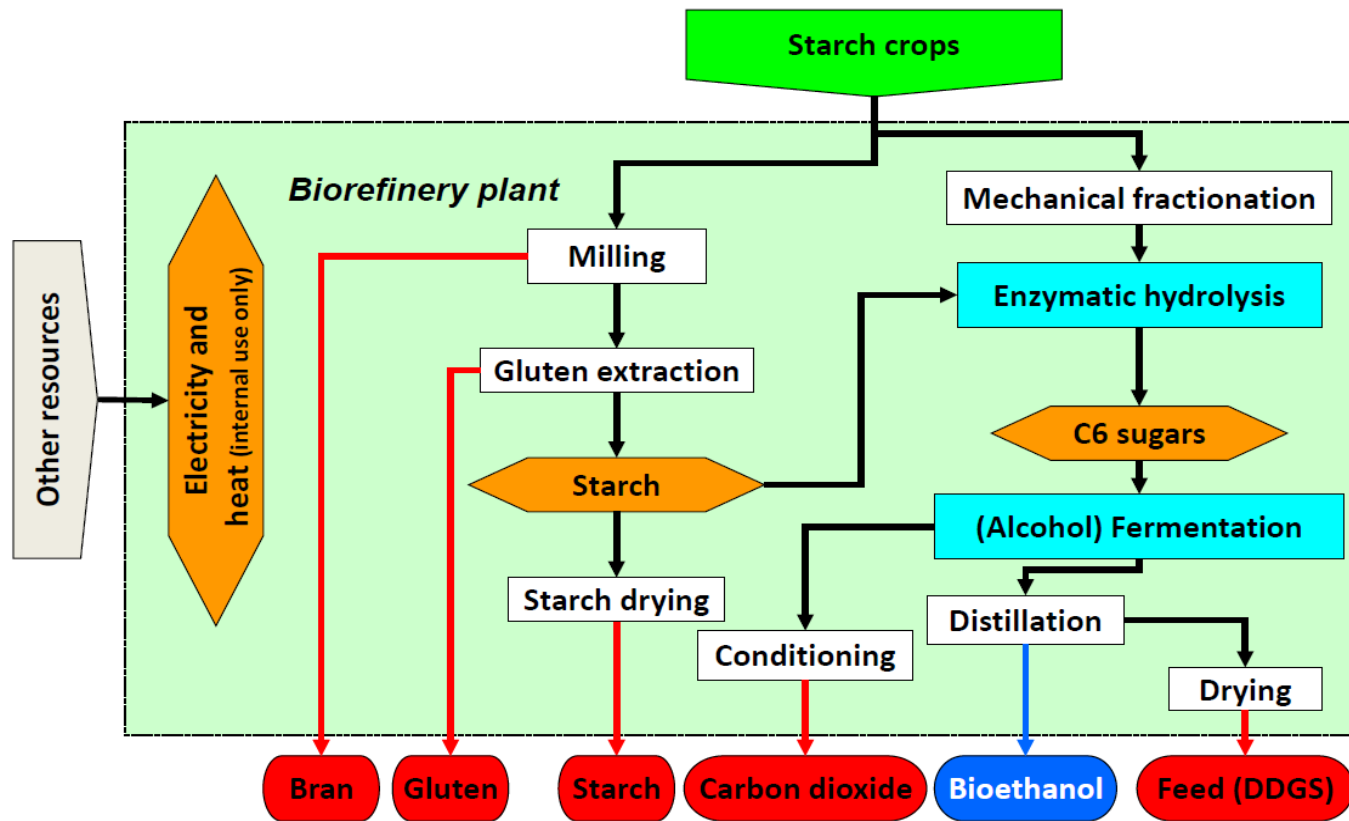 Starch crops
Biorefinery plant
Mechanical fractionation
Milling
Enzymatic hydrolysis
Other resources
Electricity and
heat (internal use only)
Gluten extraction
C6 sugars
Starch
(Alcohol) Fermentation
Starch drying
Distillation
Conditioning
Drying
Bran
Gluten
Starch
Carbon dioxide
Bioethanol
Feed (DDGS)